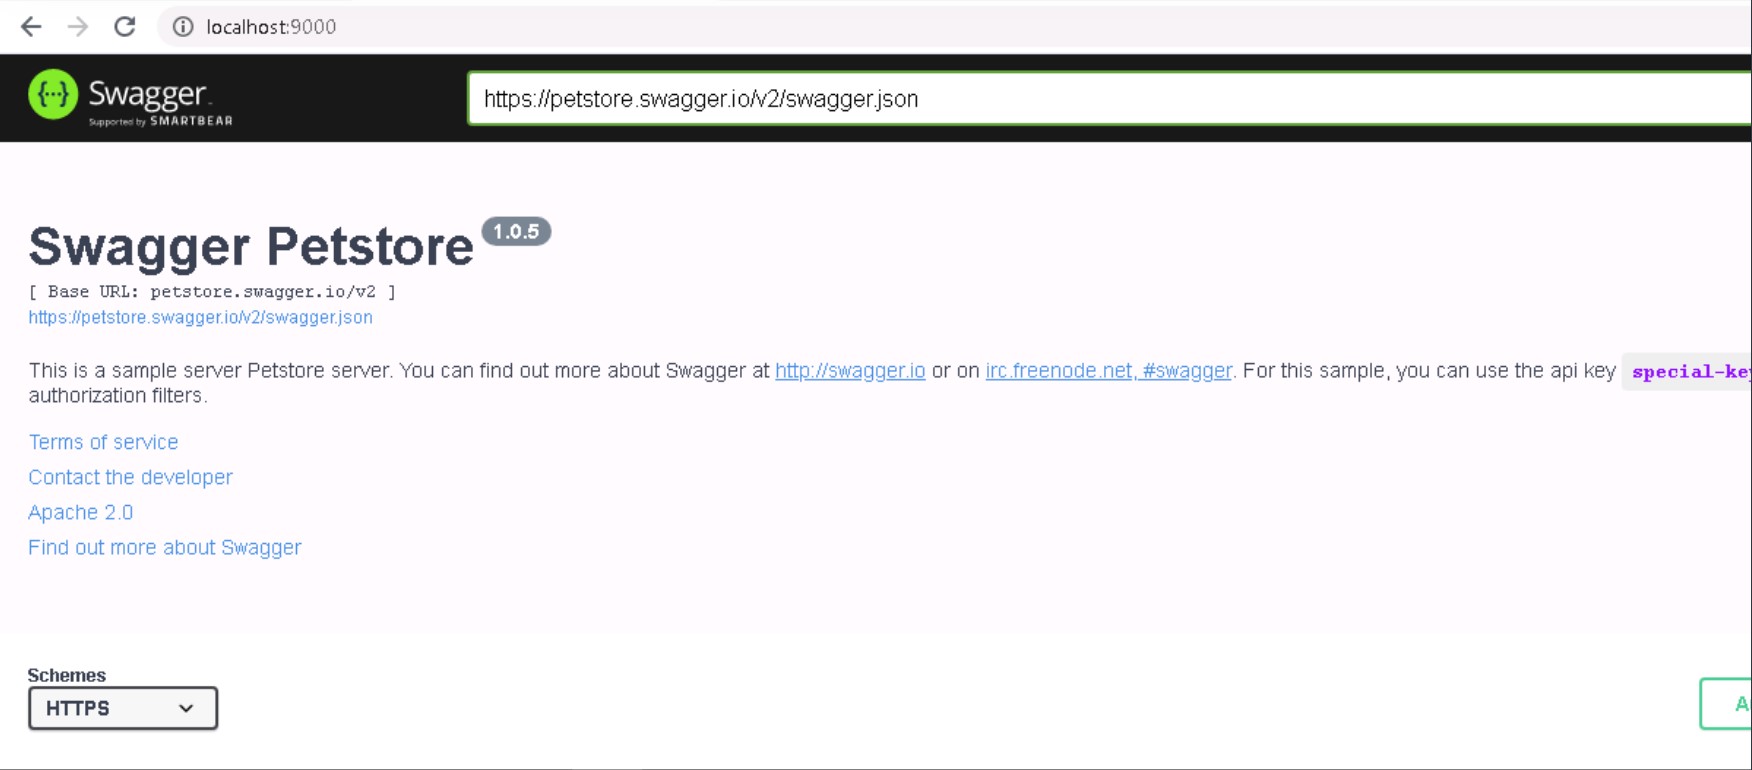 localhost:9000
Swagger.
Supported by SMARTBEAR
https://petstore.swagger.io/v2/swagger.json
Swagger Petstore 1.0.5
[ Base URL: petstore.swagger.io/v2 ]
https://petstore.swagger.io/v2/swagger.json
This is a sample server Petstore server. You can find out more about Swagger at http://swagger.io or on irc.freenode.net, #swagger. For this sample, you can use the api key special-key
authorization filters.
Terms of service
Contact the developer
Apache 2.0
Find out more about Swagger
Schemes
HTTPS